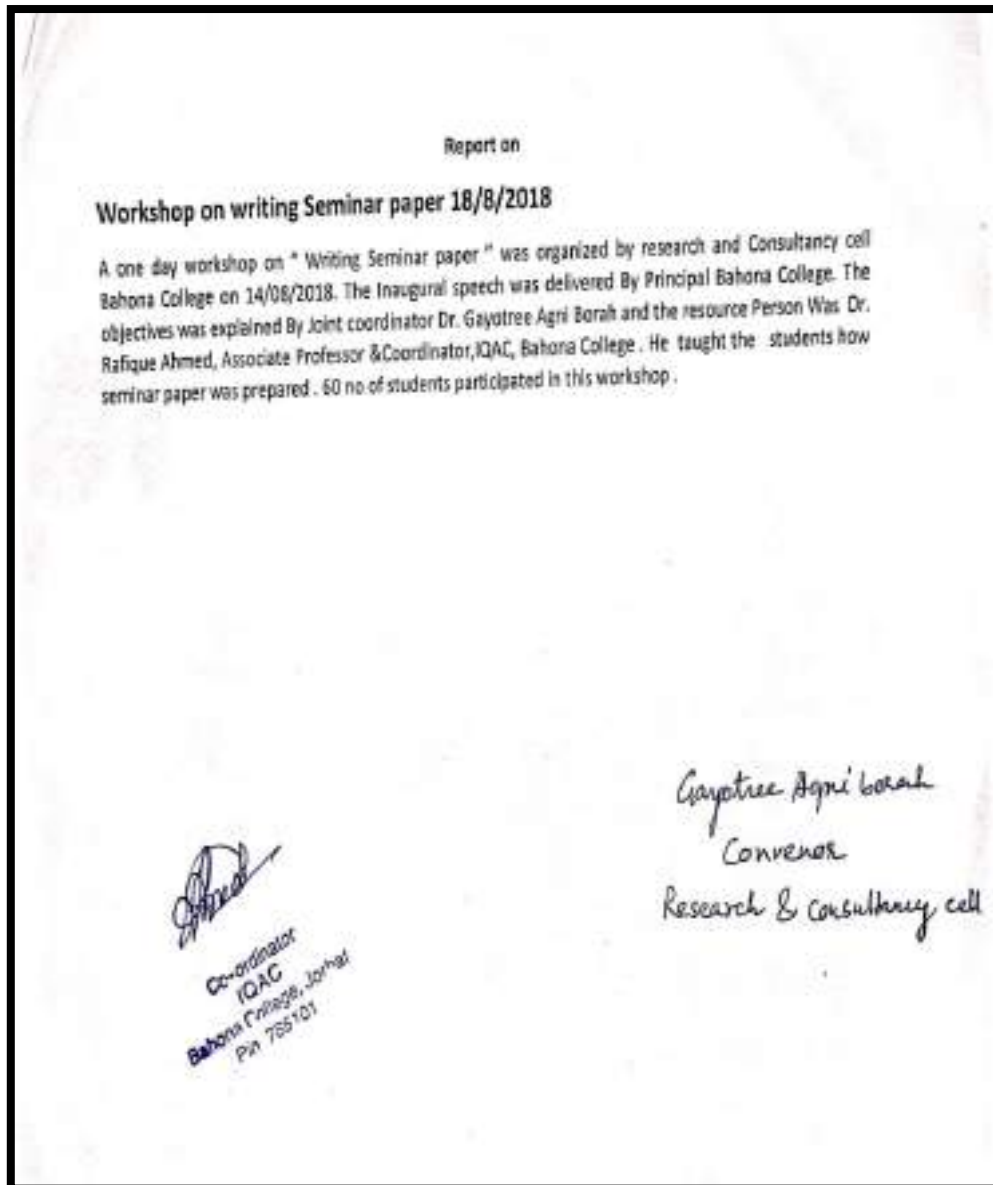 Report on
Workshop on writing Seminar paper 18/8/2018
A one day workshop on " Writing Seminar paper " was organized by research and Consultancy cell
Bahona College on 14/08/2018. The Inaugural speech was delivered By Principal Bahona College. The
objectives was explained By Joint coordinator Dr. Gayotree Agni Borah and the resource Person Was Dr.
Rafique Ahmed, Associate Professor &Coordinator,IQAC, Bahona College . He taught the students how
seminar paper was prepared . 60 no of students participated in this workshop .
Gayotree Agni borah
Convenor
Research & Consultancy cell
Co-ordinator
IQAC
Bahona College, Jorhat
Pin 785101